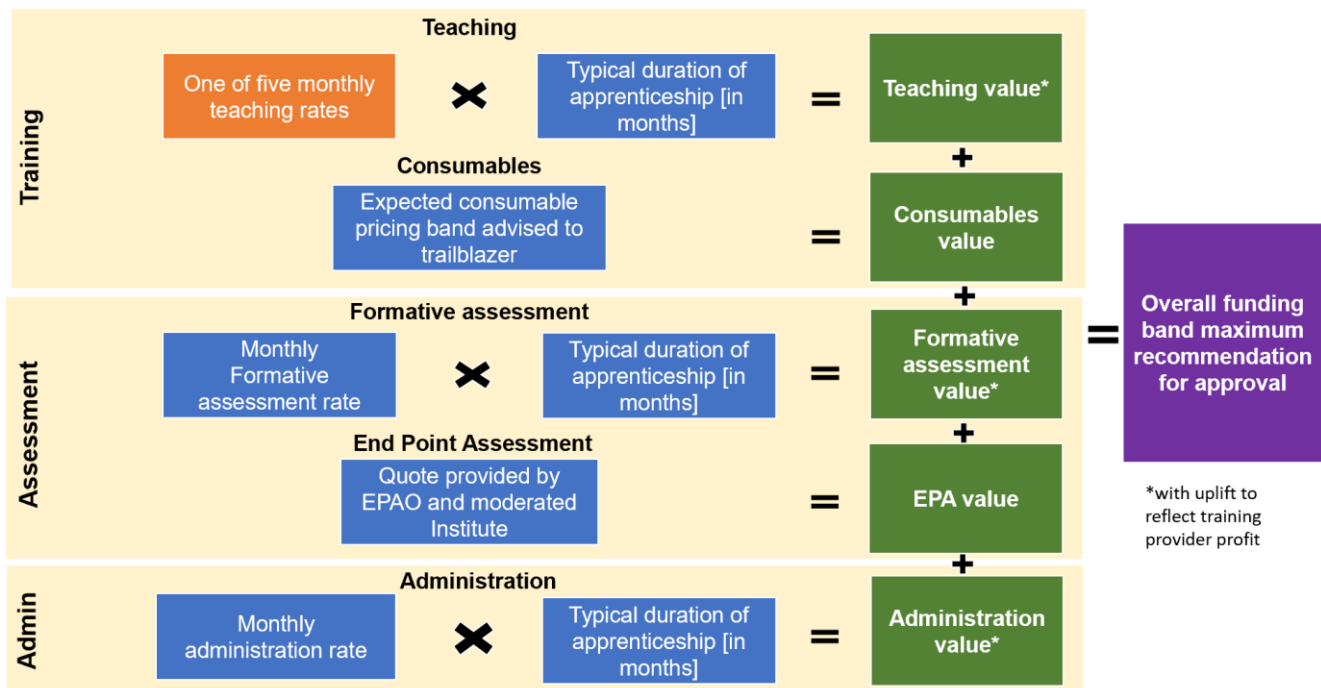 Training
Teaching
One of five monthly
teaching rates
×
Typical duration of
apprenticeship [in
months]
=
Teaching value*
+
Consumables
Expected consumable
pricing band advised to
trailblazer
=
Consumables
value
+
Assessment
Formative assessment
Monthly
Formative
assessment rate
×
Typical duration of
apprenticeship [in
months]
=
Formative
assessment
value*
+
End Point Assessment
Quote provided by
EPAO and moderated
Institute
=
EPA value
+
Admin
Administration
Monthly
administration rate
×
Typical duration of
apprenticeship [in
months]
=
Administration
value*
=
Overall funding
band maximum
recommendation
for approval
*with uplift to
reflect training
provider profit